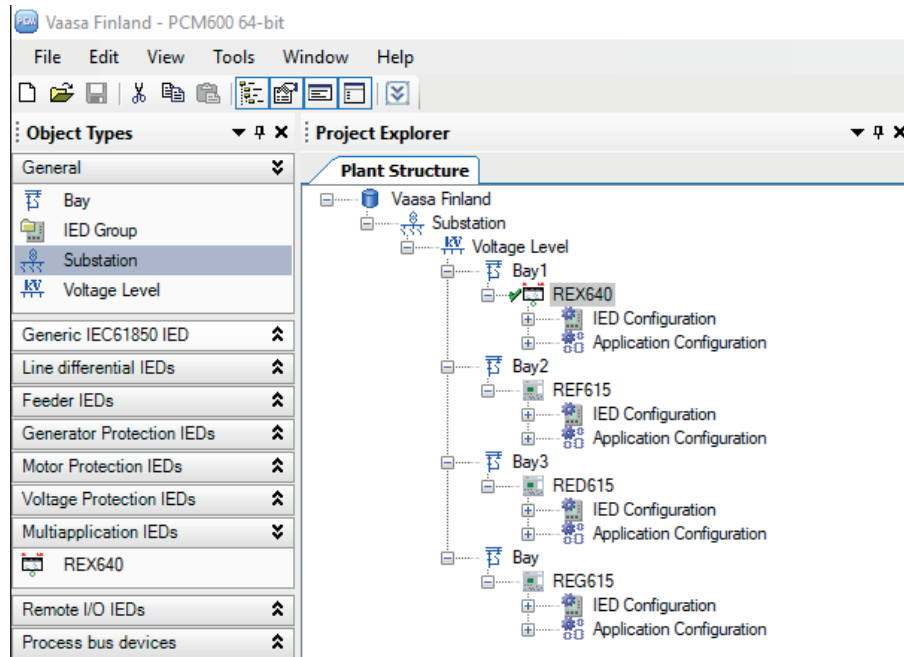 Vaasa Finland - PCM600 64-bit
File Edit View Tools Window Help
Object Types
General
Bay
IED Group
Substation
Voltage Level
Generic IEC61850 IED
Line differential IEDs
Feeder IEDs
Generator Protection IEDs
Motor Protection IEDs
Voltage Protection IEDs
Multiapplication IEDs
REX640
Remote I/O IEDs
Process bus devices
Project Explorer
Plant Structure
Vaasa Finland
Substation
Voltage Level
Bay1
REX640
IED Configuration
Application Configuration
Bay2
REF615
IED Configuration
Application Configuration
Bay3
RED615
IED Configuration
Application Configuration
Bay
REG615
IED Configuration
Application Configuration